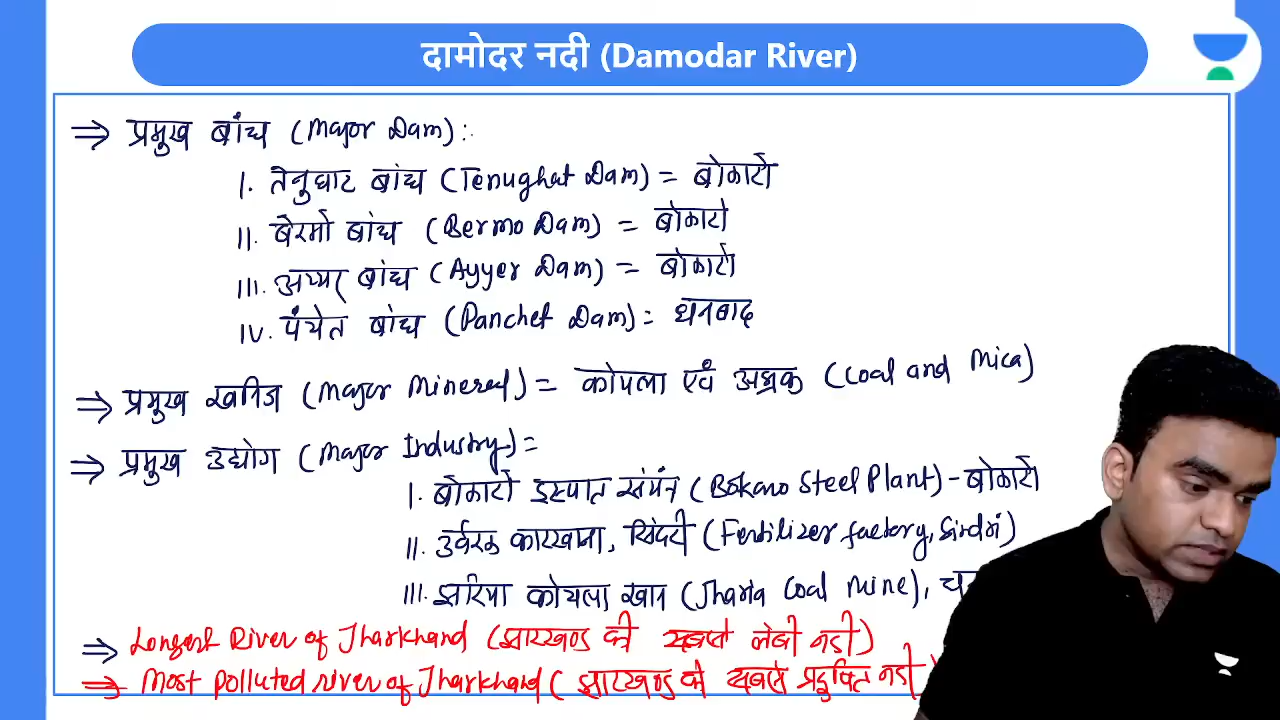 दामोदर नदी (Damodar River)
⇒ प्रमुख बांध (Major Dam):
I. तेनुघाट बांध (Tenughat Dam) = बोकारो
II. बेरमो बांध (Bermo Dam) = बोकारो
III. अय्यर बांध (Ayyer Dam) = बोकारो
IV. पंचेत बांध (Panchet Dam) = धनबाद
⇒ प्रमुख खनिज (Major Mineral) = कोयला एवं अभ्रक (Coal and Mica)
⇒ प्रमुख उद्योग (Major Industry) =
I. बोकारो इस्पात संयंत्र (Bokaro Steel Plant) - बोकारो
II. उर्वरक कारखाना, सिंदरी (Fertilizer factory, Sindri)
III. झरिया कोयला खान (Jharia Coal Mine),
⇒ Longest River of Jharkhand (झारखण्ड की सबसे लंबी नदी)
⇒ Most Polluted river of Jharkhand ( झारखण्ड की सबसे प्रदुषित नदी